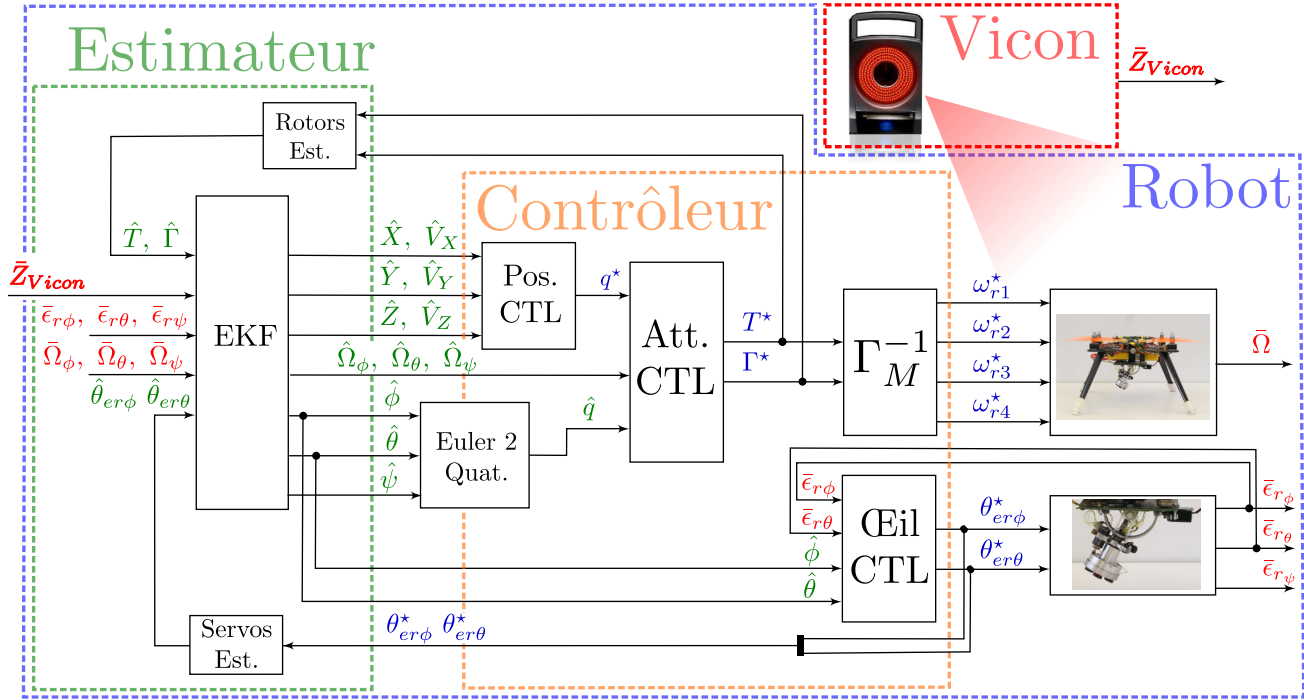 Estimateur
Vicon
Z̄_Vicon
Rotors
Est.
Robot
Contrôleur
T̂, Γ̂
X̂, V̂_X
Ŷ, V̂_Y
Ẑ, V̂_Z
Pos.
CTL
q*
Z̄_Vicon
ϵ̄_rϕ, ϵ̄_rθ, ϵ̄_rψ
Ω̄_ϕ, Ω̄_θ, Ω̄_ψ
θ̂_erϕ θ̂_erθ
EKF
Ω̂_ϕ, Ω̂_θ, Ω̂_ψ
ϕ̂
θ̂
ψ̂
Euler 2
Quat.
q̂
Att.
CTL
T*
Γ*
Γ_M^−1
ω*_r1
ω*_r2
ω*_r3
ω*_r4
Ω̄
ϵ̄_rϕ
ϵ̄_rθ
ϕ̂
θ̂
Œil
CTL
θ*_erϕ
θ*_erθ
ϵ̄_rϕ
ϵ̄_rθ
ϵ̄_rψ
Servos
Est.
θ*_erϕ θ*_erθ